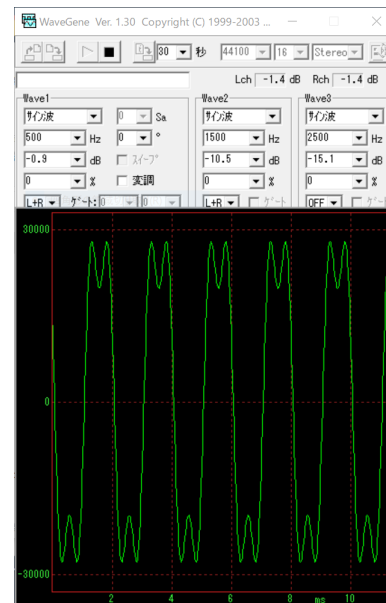 WaveGene Ver. 1.30 Copyright (C) 1999-2003 ...
30 秒 44100 16 Stereo
Lch -1.4 dB Rch -1.4 dB
Wave1 Wave2 Wave3
サイン波 0 Sa サイン波 サイン波
500 Hz 0 ° 1500 Hz 2500 Hz
-0.9 dB スイープ -10.5 dB -15.1 dB
0 % 変調 0 % 0 %
L+R ゲート: 0 0 L+R ゲート OFF ゲート
30000
0
-30000
2 4 6 8 ms 10